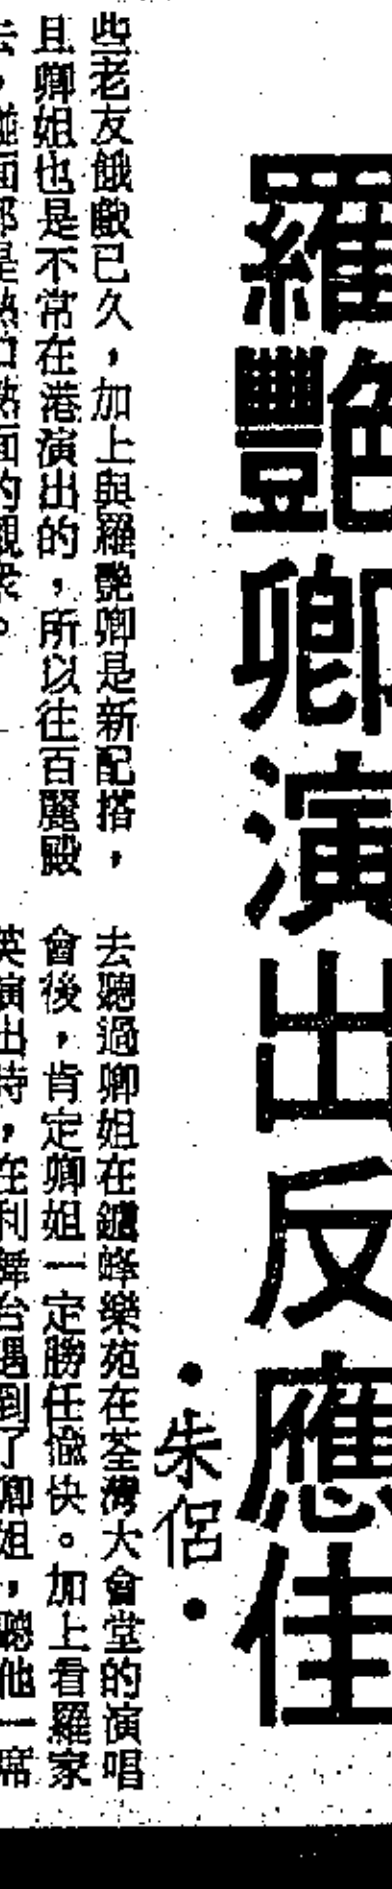 羅艷卿演出反應佳
・朱侶・
些老友餓戲已久，加上與羅艷卿是新配搭，
且卿姐也是不常在港演出的，所以往百麗殿
去，碰面都是熟口熟面的觀眾。
去聽過卿姐在鑪峰樂苑在荃灣大會堂的演唱
會後，肯定卿姐一定勝任愉快。加上看羅家
英演出時，在利舞台遇到了卿姐，聽他一席